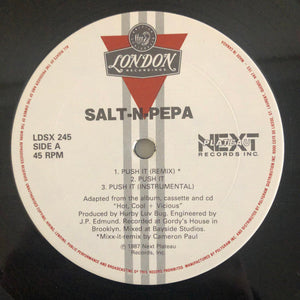 LONDON
RECORDINGS
SALT-N-PEPA
LDSX 245
SIDE A
45 RPM
NEXT
PLATEAU
RECORDS INC.
1. PUSH IT (REMIX) *
2. PUSH IT
3. PUSH IT (INSTRUMENTAL)
Adapted from the album, cassette and cd
"Hot, Cool + Vicious"
Produced by Hurby Luv Bug. Engineered by
J.P. Edmund. Recorded at Gordy's House in
Brooklyn. Mixed at Bayside Studios.
*Mixx-it-remix by Cameron Paul
℗ 1987 Next Plateau
Records, Inc.